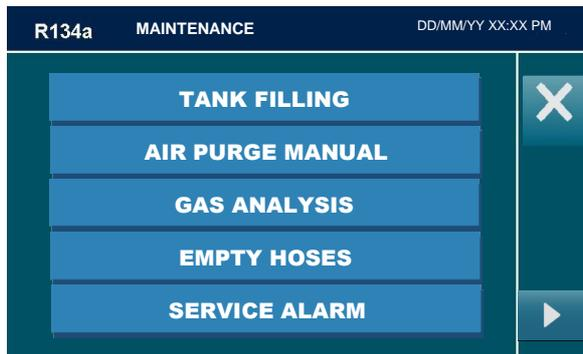 R134a MAINTENANCE DD/MM/YY XX:XX PM
TANK FILLING
AIR PURGE MANUAL
GAS ANALYSIS
EMPTY HOSES
SERVICE ALARM